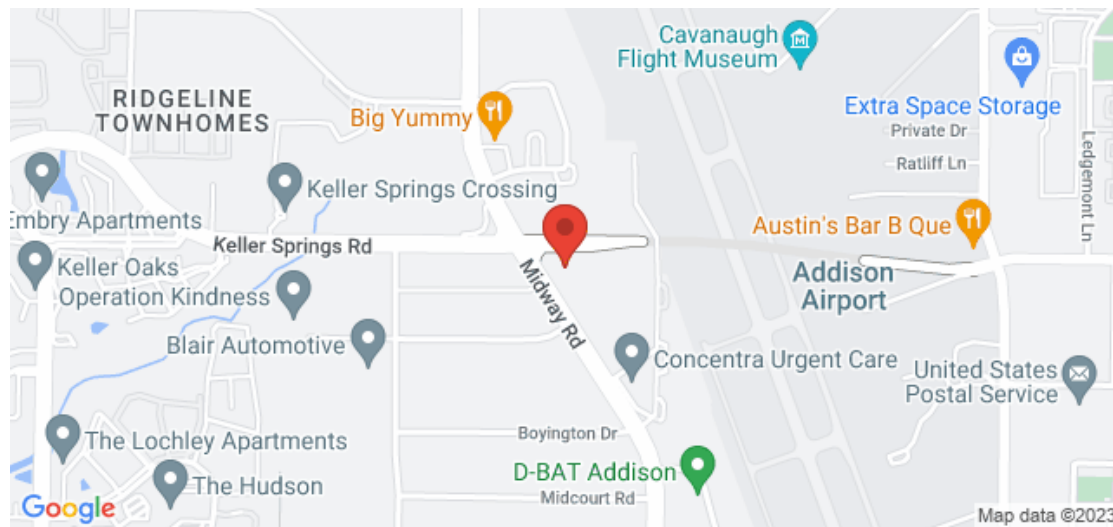 Cavanaugh
Flight Museum
RIDGELINE
TOWNHOMES
Big Yummy
Extra Space Storage
Private Dr
Ratliff Ln
Ledgemont Ln
Keller Springs Crossing
Embry Apartments
Keller Springs Rd
Austin's Bar B Que
Keller Oaks
Operation Kindness
Midway Rd
Addison
Airport
Blair Automotive
Concentra Urgent Care
United States
Postal Service
The Lochley Apartments
Boyington Dr
D-BAT Addison
The Hudson
Midcourt Rd
Google
Map data ©2023